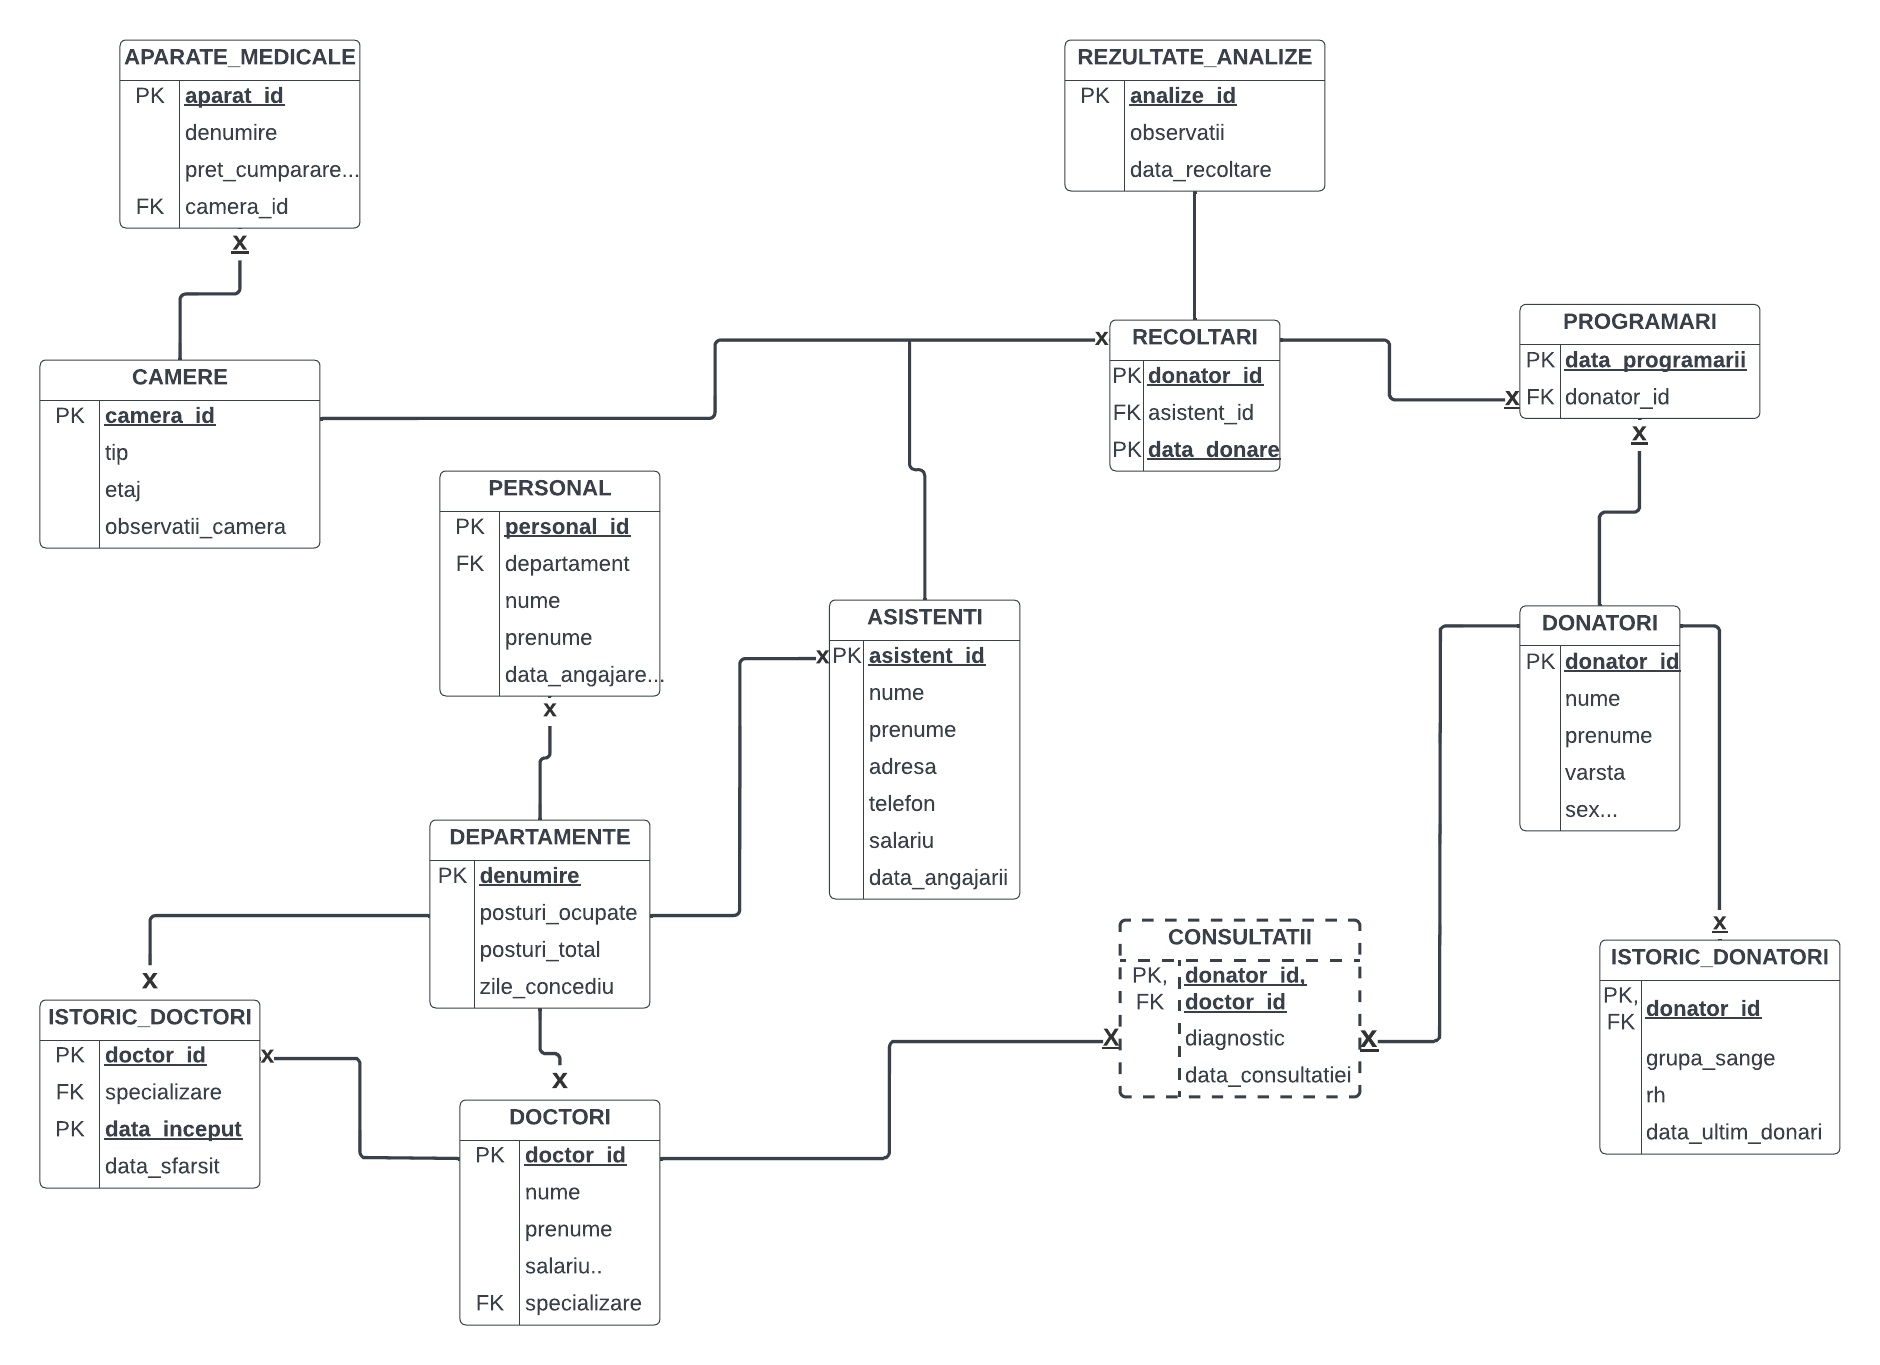 APARATE_MEDICALE
PK aparat_id
denumire
pret_cumparare...
FK camera_id
x
REZULTATE_ANALIZE
PK analize_id
observatii
data_recoltare
CAMERE
PK camera_id
tip
etaj
observatii_camera
x
RECOLTARI
PK donator_id
FK asistent_id
PK data_donare
PROGRAMARI
PK data_programarii
x FK donator_id
x
PERSONAL
PK personal_id
FK departament
nume
prenume
data_angajare...
x
ASISTENTI
x PK asistent_id
nume
prenume
adresa
telefon
salariu
data_angajarii
DONATORI
PK donator_id
nume
prenume
varsta
sex...
DEPARTAMENTE
PK denumire
posturi_ocupate
posturi_total
zile_concediu
x
x
x
CONSULTATII
PK, donator_id,
FK doctor_id
diagnostic
data_consultatiei
X
X
x
ISTORIC_DONATORI
PK,
FK donator_id
grupa_sange
rh
data_ultim_donari
ISTORIC_DOCTORI
PK doctor_id
FK specializare
PK data_inceput
data_sfarsit
DOCTORI
PK doctor_id
nume
prenume
salariu..
FK specializare